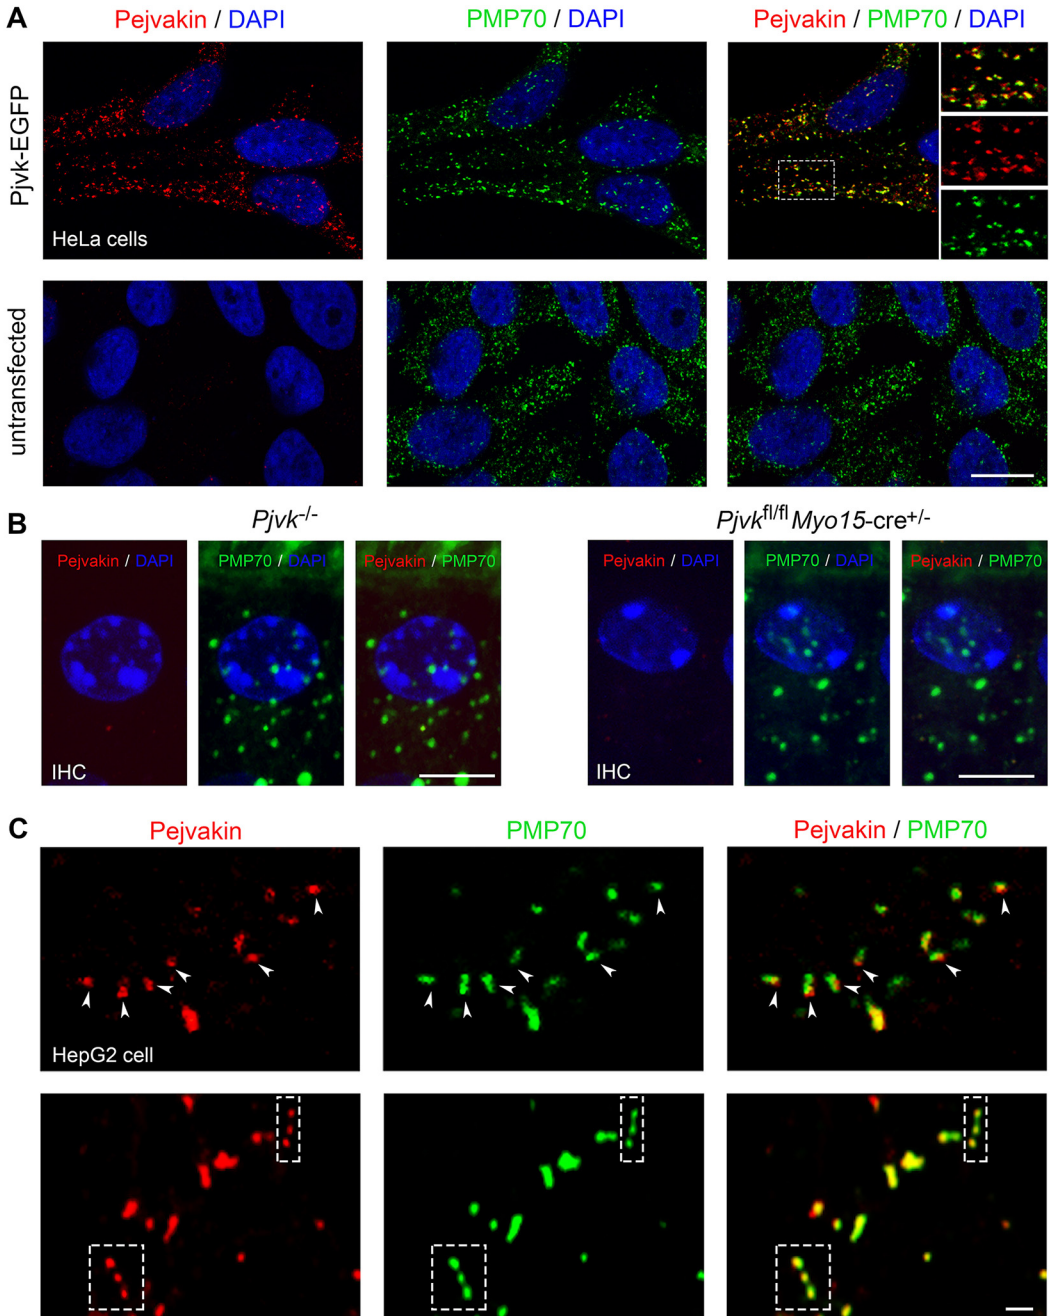 A
Pejvakin / DAPI
PMP70 / DAPI
Pejvakin / PMP70 / DAPI
Pjvk-EGFP
HeLa cells
untransfected
B
Pjvk-/-
Pjvkfl/fl Myo15-cre+/-
Pejvakin / DAPI
PMP70 / DAPI
Pejvakin / PMP70
Pejvakin / DAPI
PMP70 / DAPI
Pejvakin / PMP70
IHC
IHC
C
Pejvakin
PMP70
Pejvakin / PMP70
HepG2 cell